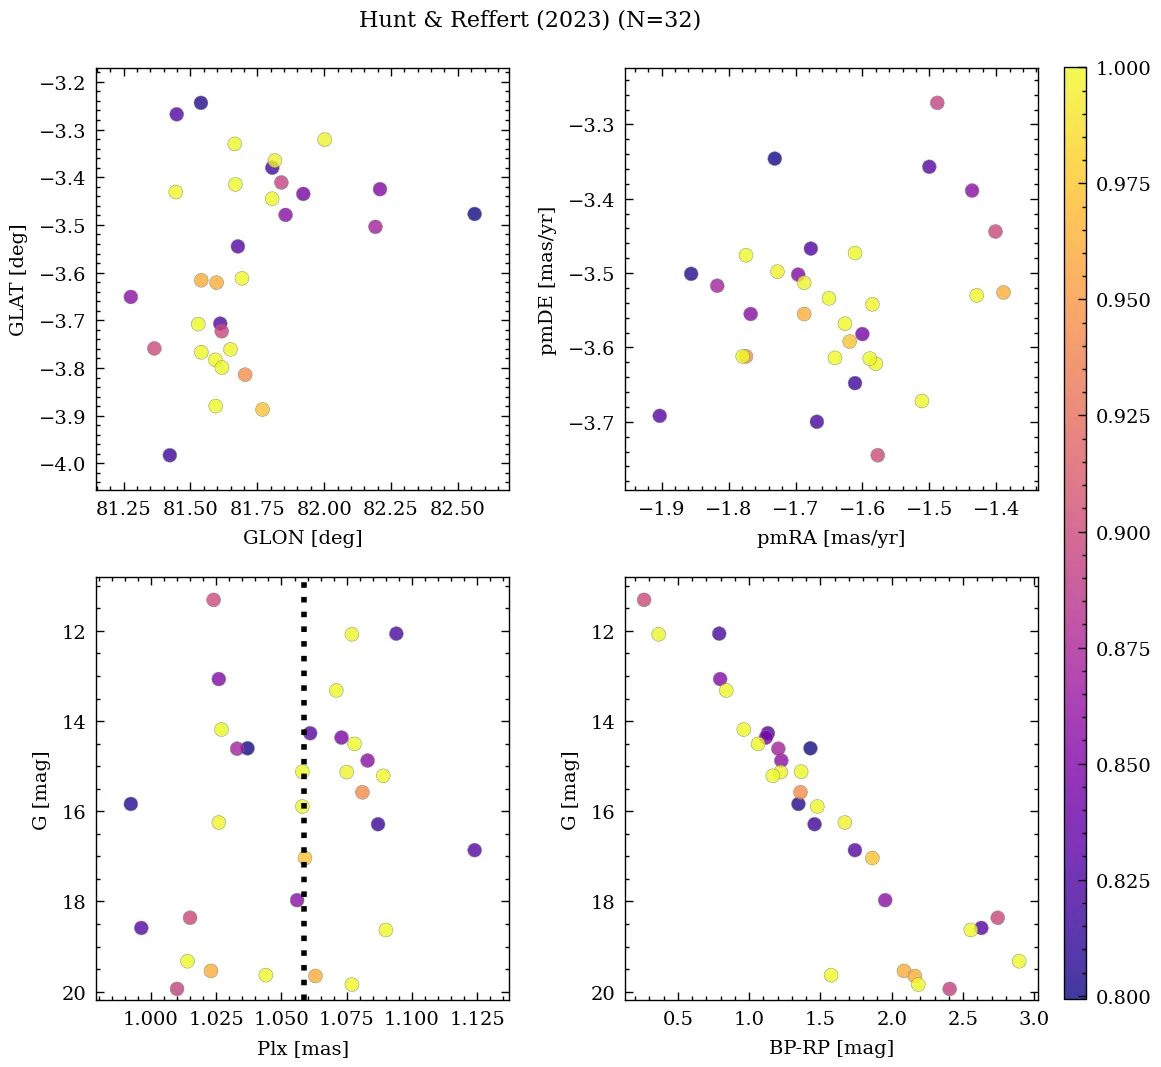 Hunt & Reffert (2023) (N=32)
−3.2
−3.3
−3.4
−3.5
−3.6
−3.7
−3.8
−3.9
−4.0
GLAT [deg]
81.25 81.50 81.75 82.00 82.25 82.50
GLON [deg]
−3.3
−3.4
−3.5
−3.6
−3.7
pmDE [mas/yr]
−1.9 −1.8 −1.7 −1.6 −1.5 −1.4
pmRA [mas/yr]
12
14
16
18
20
G [mag]
1.000 1.025 1.050 1.075 1.100 1.125
Plx [mas]
12
14
16
18
20
G [mag]
0.5 1.0 1.5 2.0 2.5 3.0
BP-RP [mag]
1.000
0.975
0.950
0.925
0.900
0.875
0.850
0.825
0.800